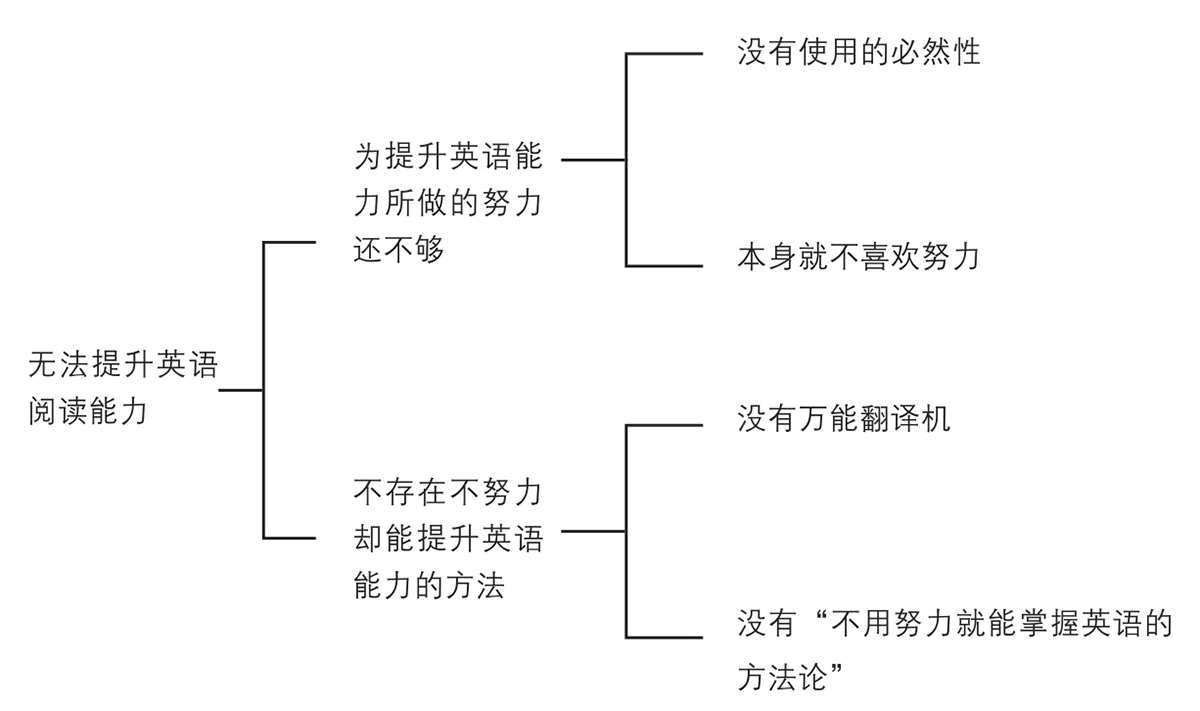 没有使用的必然性
为提升英语能
力所做的努力
还不够
本身就不喜欢努力
无法提升英语
阅读能力
没有万能翻译机
不存在不努力
却能提升英语
能力的方法
没有“不用努力就能掌握英语的
方法论”